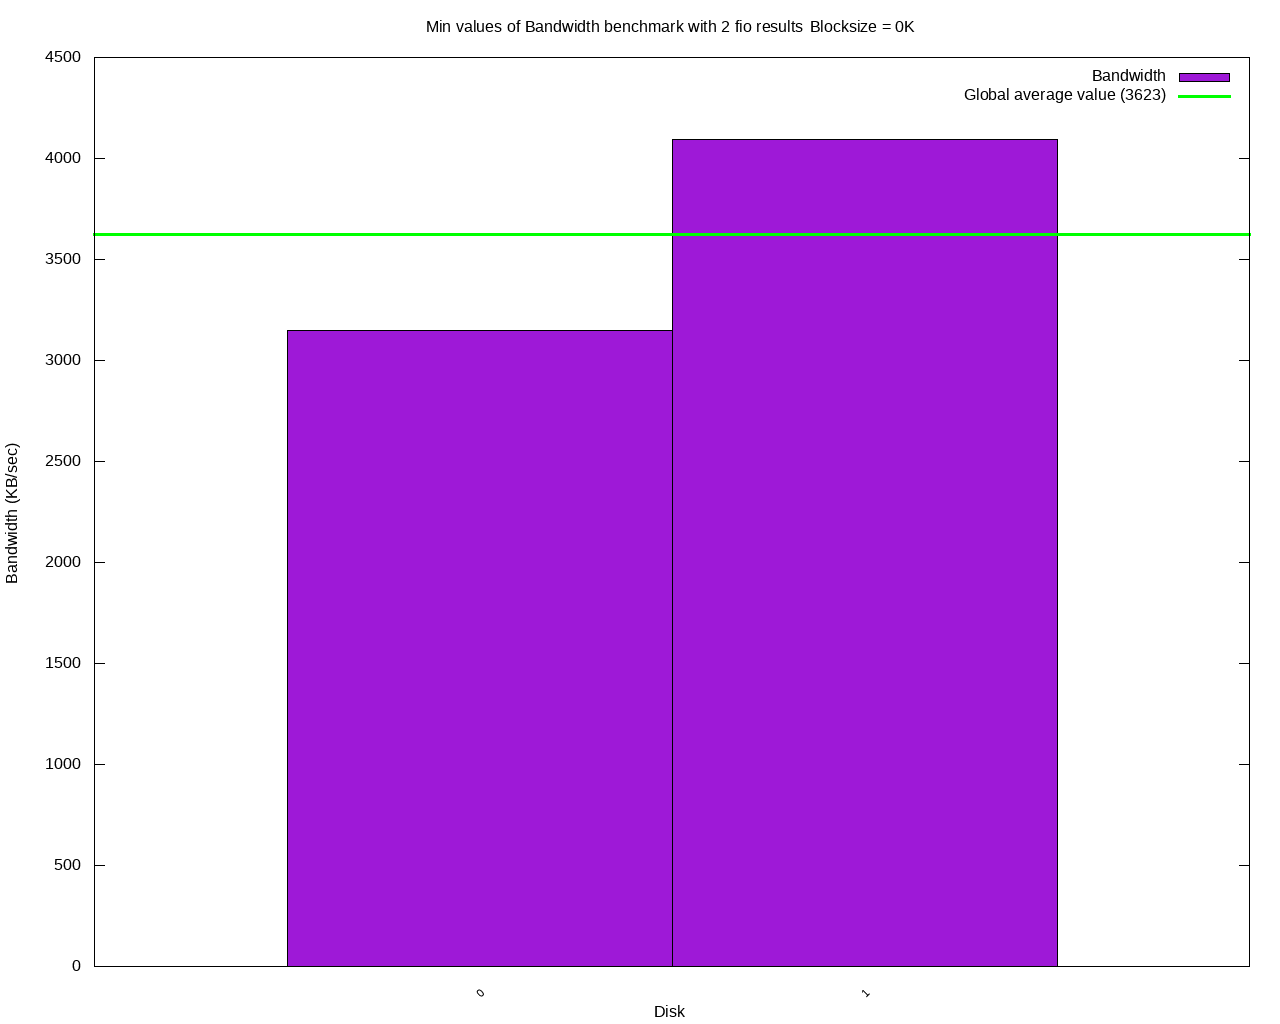 Min values of Bandwidth benchmark with 2 fio results Blocksize = 0K
Bandwidth
Global average value (3623)
4500
4000
3500
3000
2500
2000
1500
1000
500
0
Bandwidth (KB/sec)
0
1
Disk